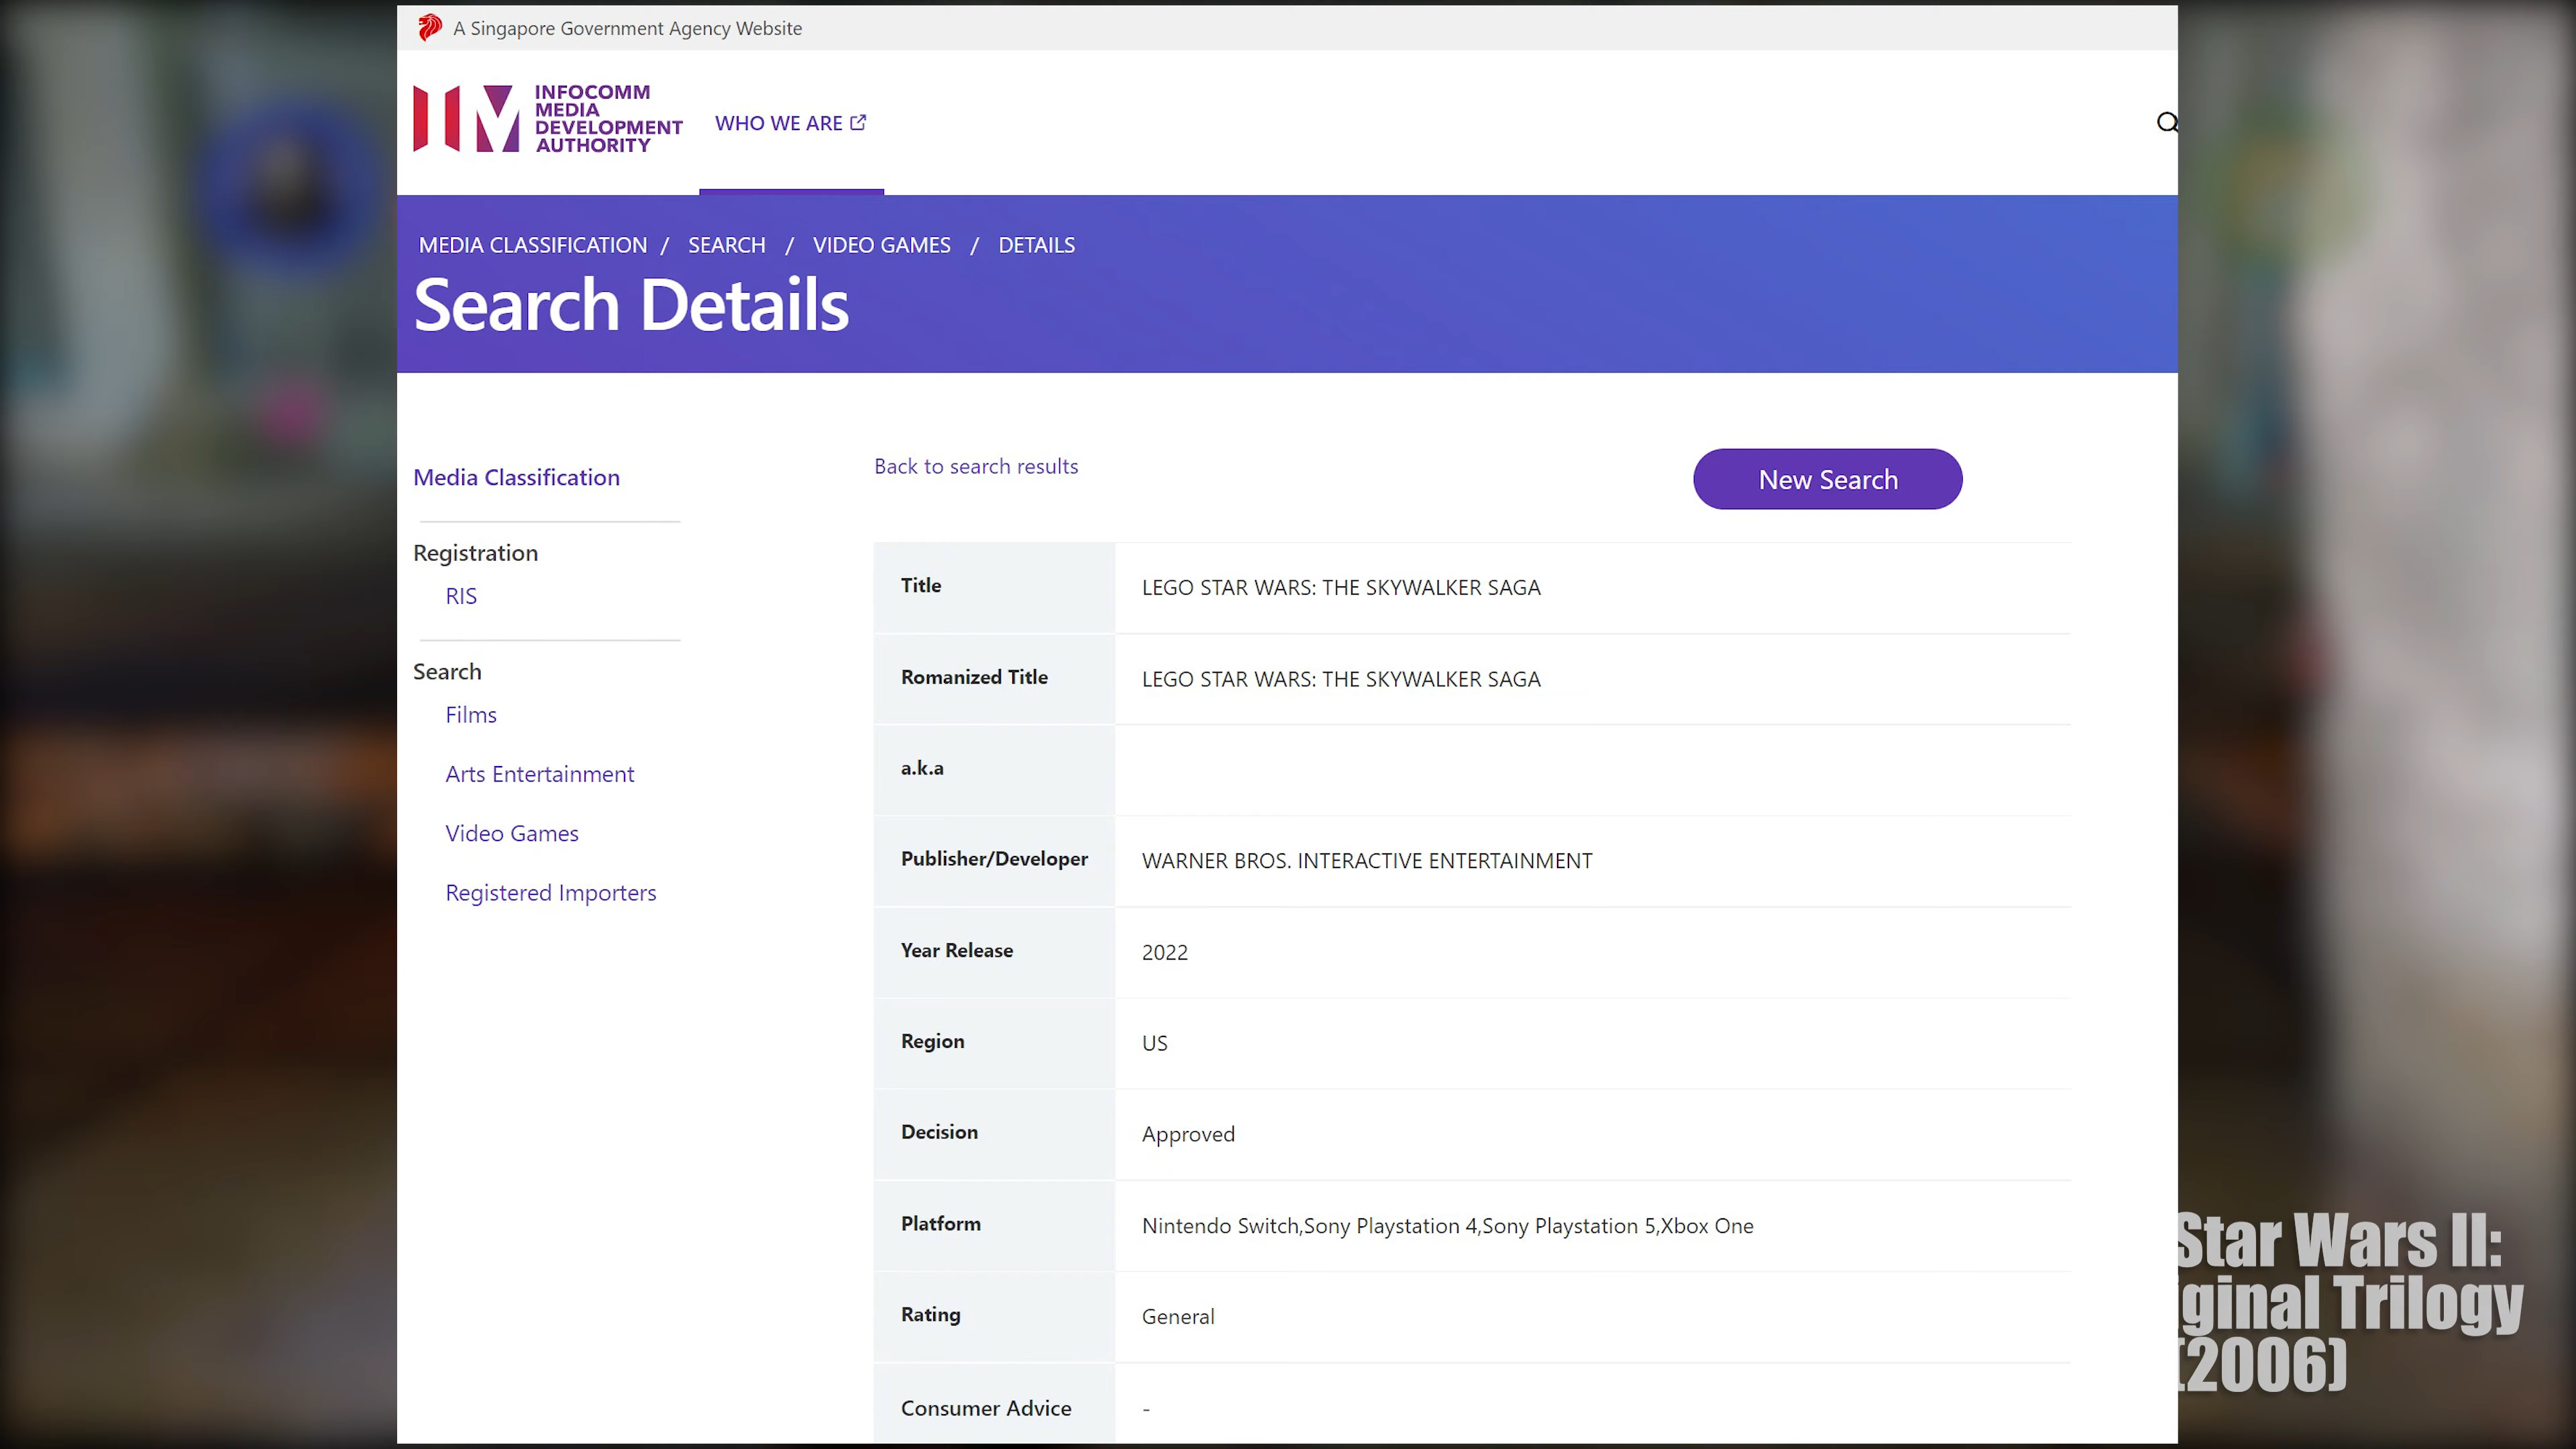 A Singapore Government Agency Website
INFOCOMM
MEDIA
DEVELOPMENT
AUTHORITY
WHO WE ARE
MEDIA CLASSIFICATION / SEARCH / VIDEO GAMES / DETAILS
Search Details
Media Classification
Registration
RIS
Search
Films
Arts Entertainment
Video Games
Registered Importers
Back to search results
New Search
Title LEGO STAR WARS: THE SKYWALKER SAGA
Romanized Title LEGO STAR WARS: THE SKYWALKER SAGA
a.k.a
Publisher/Developer WARNER BROS. INTERACTIVE ENTERTAINMENT
Year Release 2022
Region US
Decision Approved
Platform Nintendo Switch,Sony Playstation 4,Sony Playstation 5,Xbox One
Rating General
Consumer Advice -
Star Wars II:
ginal Trilogy
(2006)